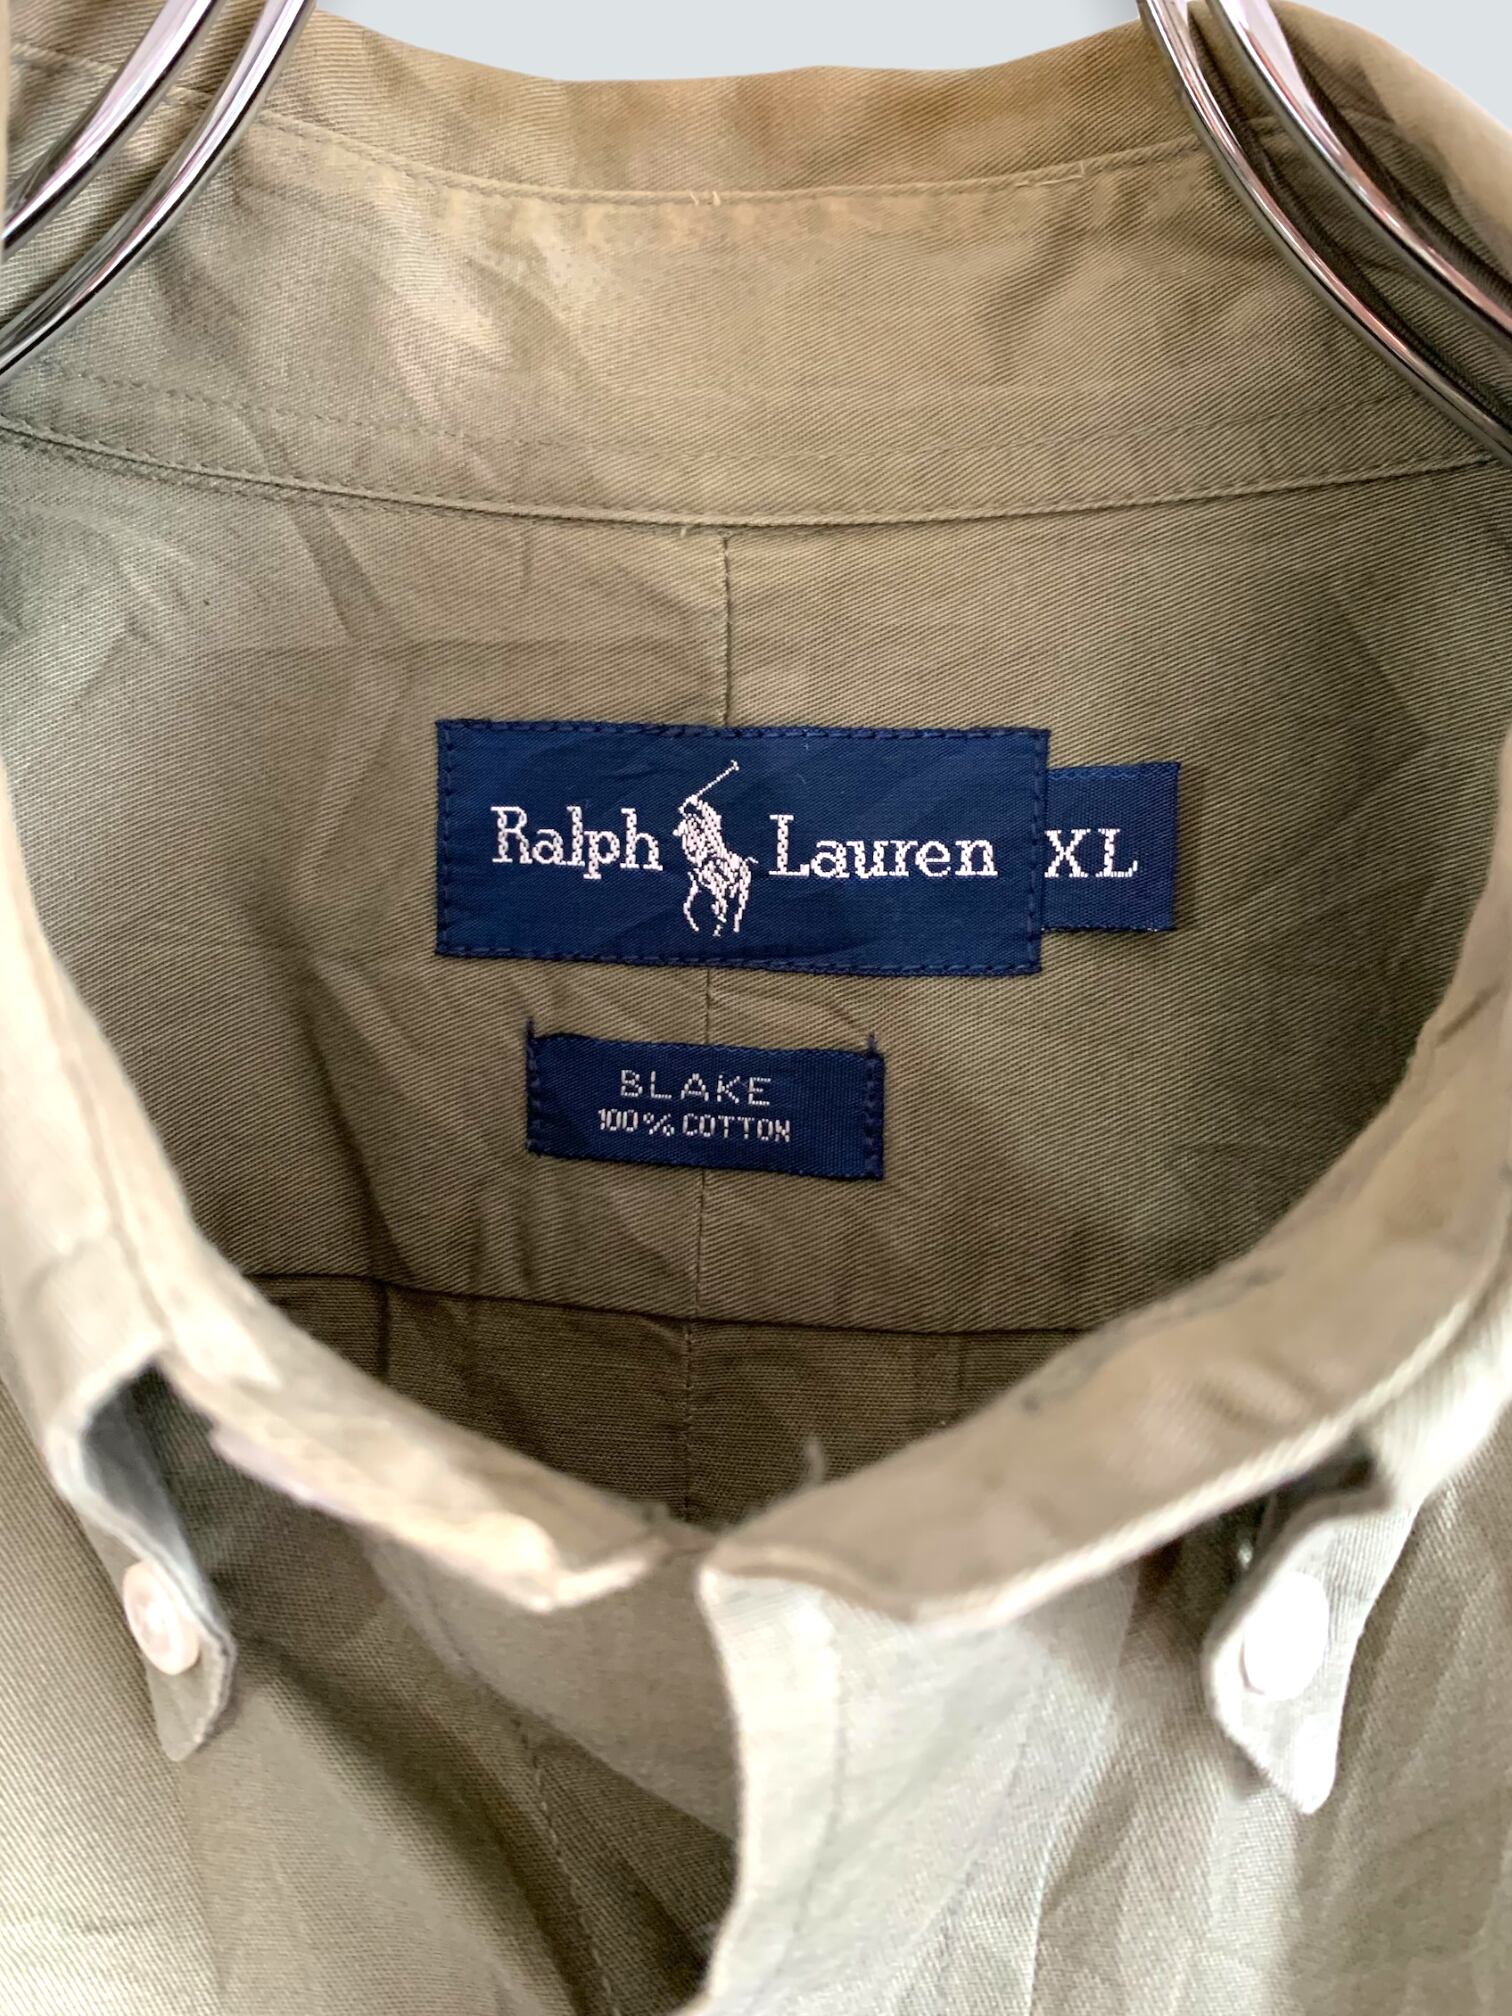 Ralph Lauren XL
BLAKE
100% COTTON